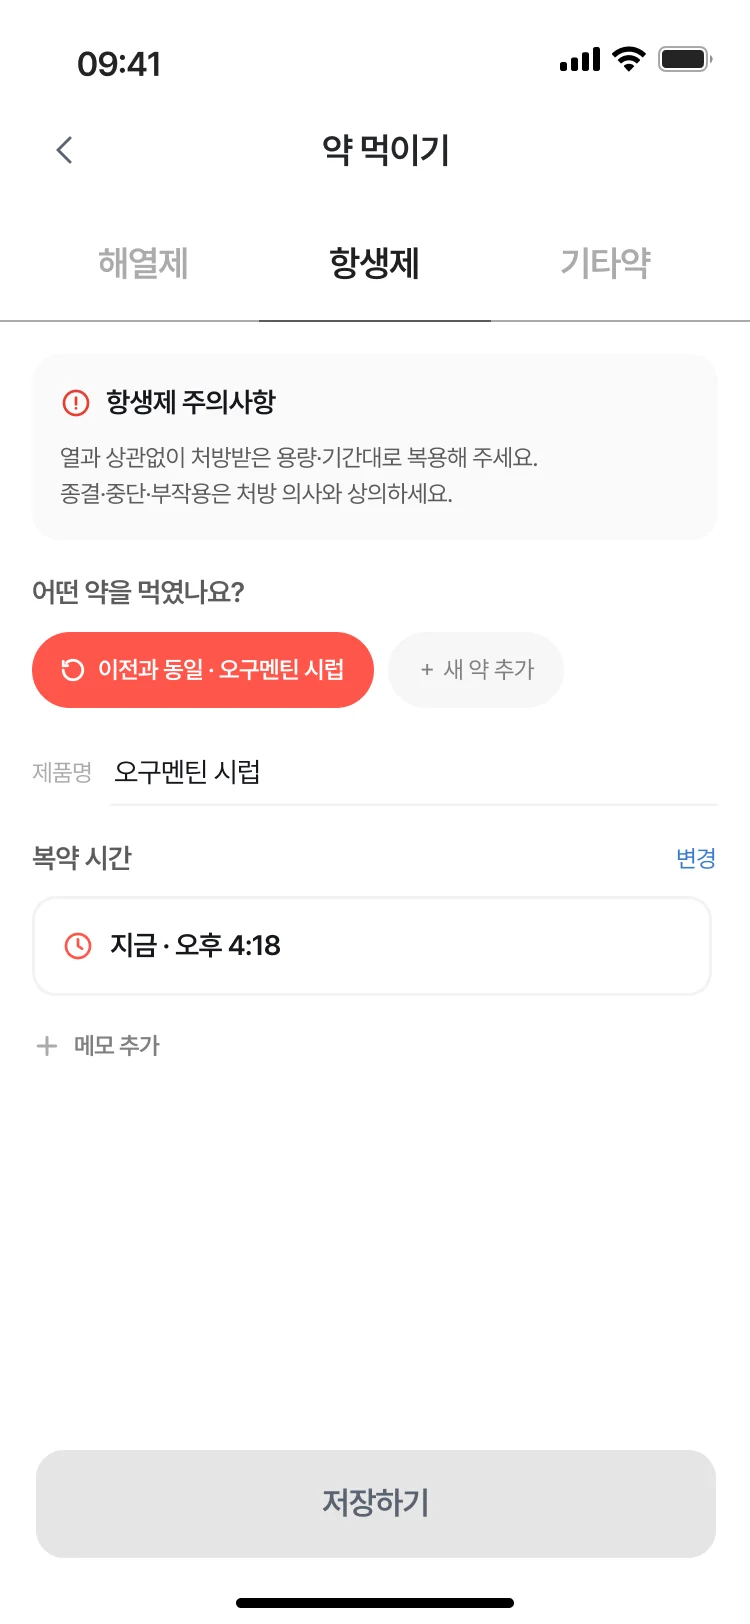 09:41
약 먹이기
해열제 항생제 기타약
항생제 주의사항
열과 상관없이 처방받은 용량·기간대로 복용해 주세요.
종결·중단·부작용은 처방 의사와 상의하세요.
어떤 약을 먹였나요?
이전과 동일 · 오구멘틴 시럽 + 새 약 추가
제품명 오구멘틴 시럽
복약 시간 변경
지금 · 오후 4:18
+ 메모 추가
저장하기